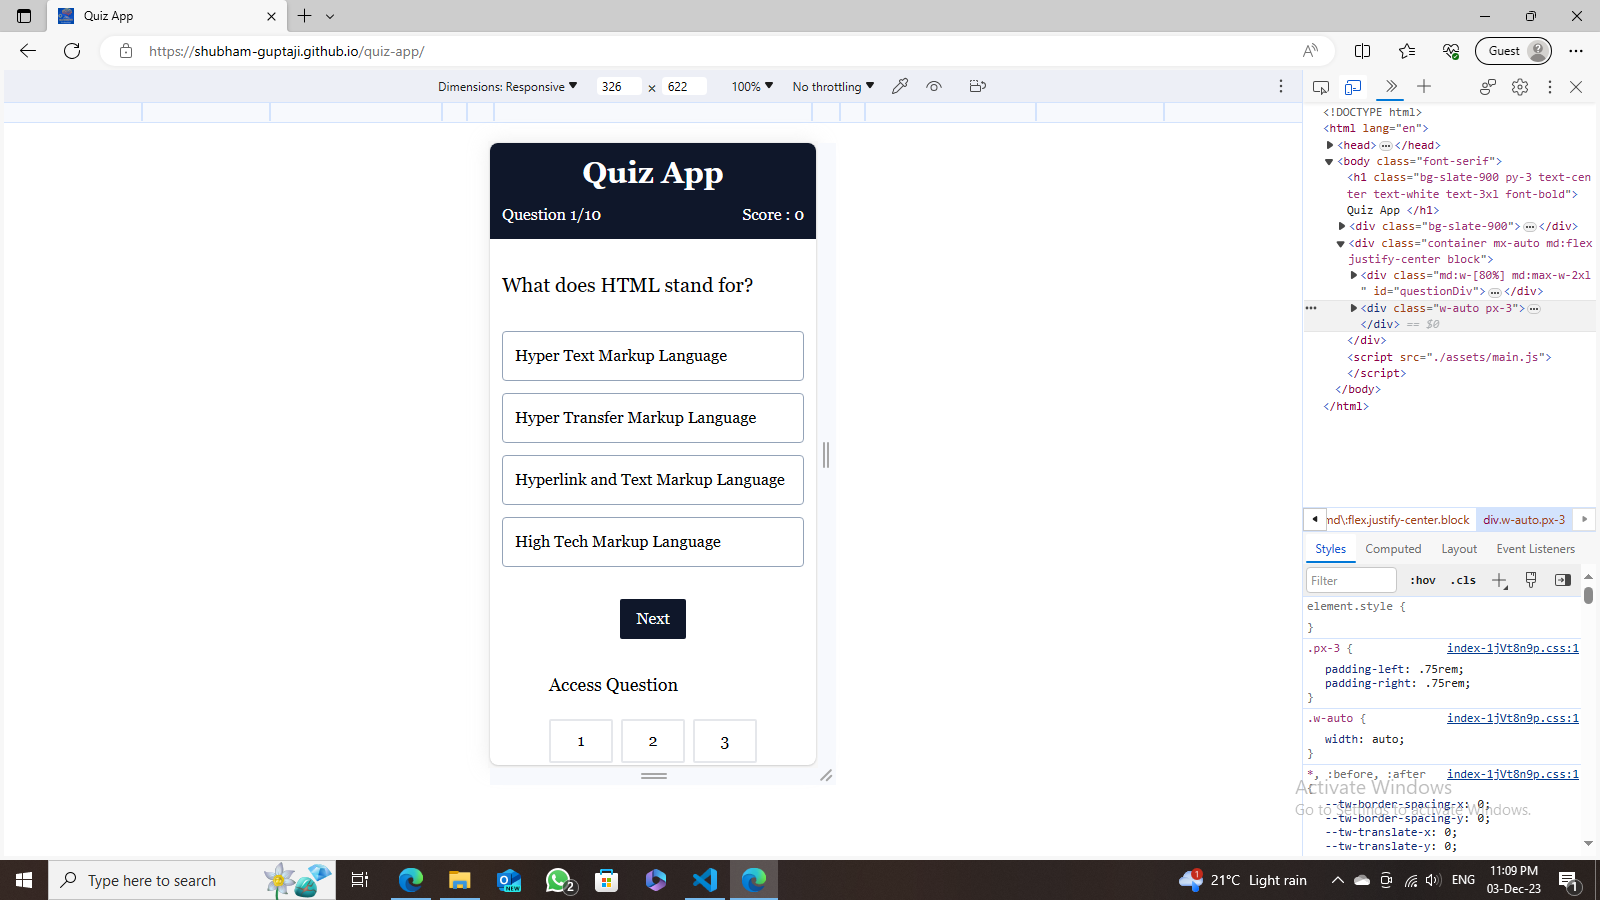 Quiz App
https://shubham-guptaji.github.io/quiz-app/
Guest
Dimensions: Responsive 326 × 622 100% No throttling
Quiz App
Question 1/10 Score : 0
What does HTML stand for?
Hyper Text Markup Language
Hyper Transfer Markup Language
Hyperlink and Text Markup Language
High Tech Markup Language
Next
Access Question
1 2 3
<!DOCTYPE html>
<html lang="en">
<head> </head>
<body class="font-serif">
<h1 class="bg-slate-900 py-3 text-cen
ter text-white text-3xl font-bold">
Quiz App </h1>
<div class="bg-slate-900"> </div>
<div class="container mx-auto md:flex
justify-center block">
<div class="md:w-[80%] md:max-w-2xl
" id="questionDiv"> </div>
<div class="w-auto px-3">
</div> == $0
</div>
<script src="./assets/main.js">
</script>
</body>
</html>
md\:flex.justify-center.block div.w-auto.px-3
Styles Computed Layout Event Listeners
Filter :hov .cls
element.style {
}
.px-3 { index-1jVt8n9p.css:1
padding-left: .75rem;
padding-right: .75rem;
}
.w-auto { index-1jVt8n9p.css:1
width: auto;
}
*, :before, :after index-1jVt8n9p.css:1
{
--tw-border-spacing-x: 0;
--tw-border-spacing-y: 0;
--tw-translate-x: 0;
--tw-translate-y: 0;
Activate Windows
Go to Settings to activate Windows.
Type here to search
NEW
2
1
21°C Light rain
ENG
11:09 PM
03-Dec-23
1